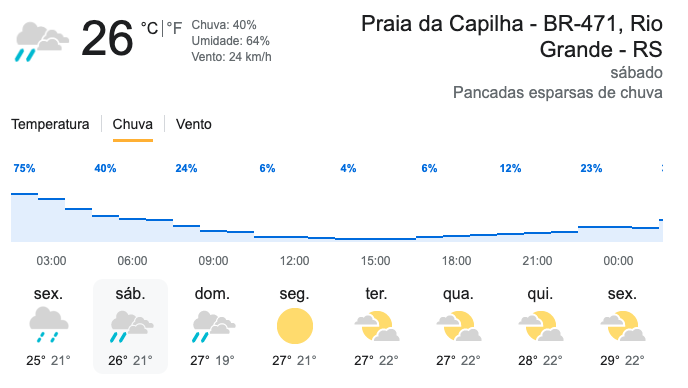 26 °C | °F
Chuva: 40%
Umidade: 64%
Vento: 24 km/h
Praia da Capilha - BR-471, Rio
Grande - RS
sábado
Pancadas esparsas de chuva
Temperatura | Chuva | Vento
75% 40% 24% 6% 4% 6% 12% 23%
03:00 06:00 09:00 12:00 15:00 18:00 21:00 00:00
sex. sáb. dom. seg. ter. qua. qui. sex.
25° 21° 26° 21° 27° 19° 27° 21° 27° 22° 27° 22° 28° 22° 29° 22°